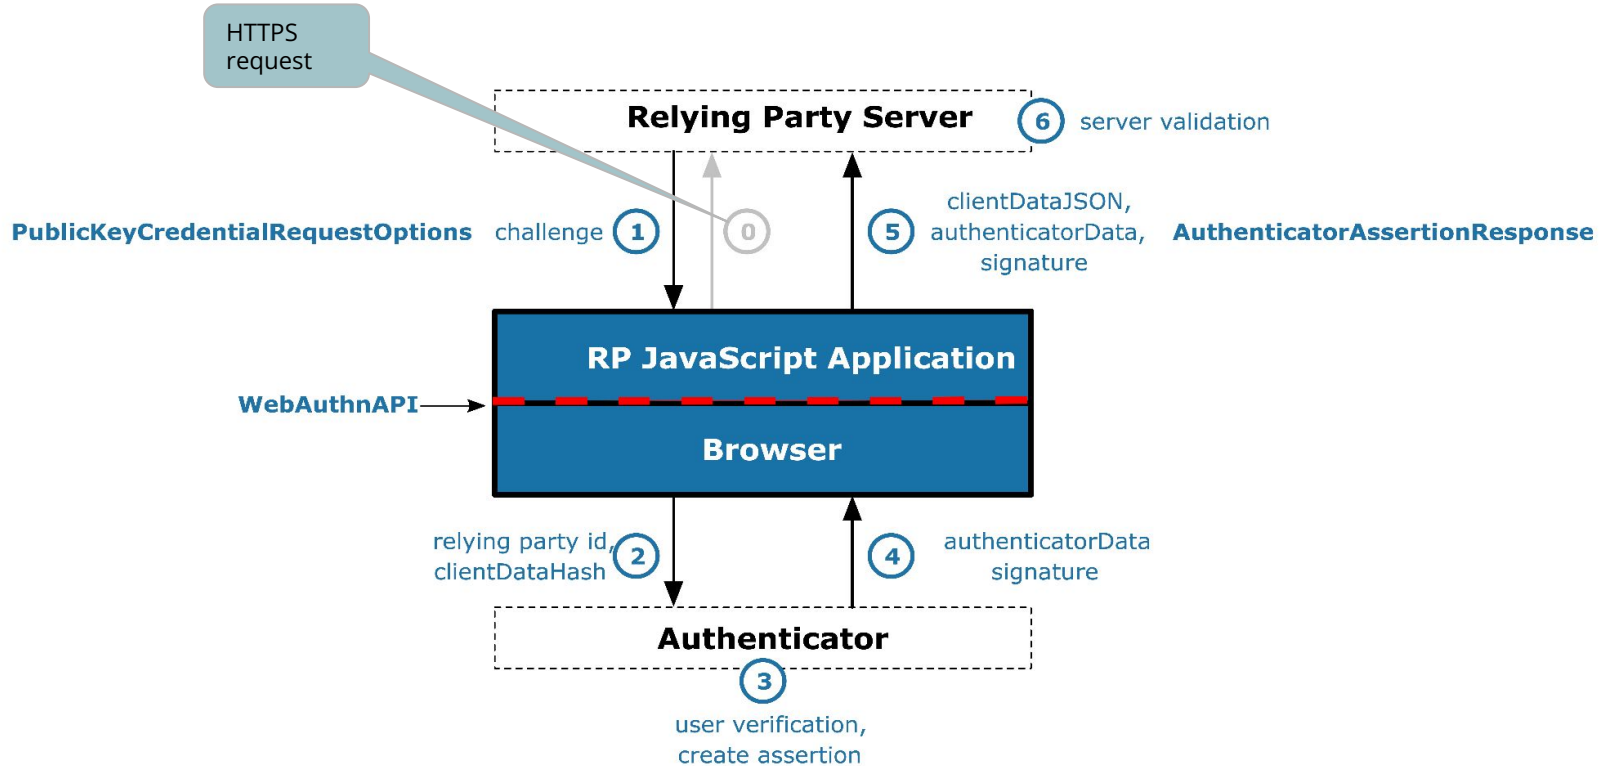 HTTPS
request
Relying Party Server
6 server validation
PublicKeyCredentialRequestOptions challenge 1
0
5
clientDataJSON,
authenticatorData,
signature
AuthenticatorAssertionResponse
RP JavaScript Application
WebAuthnAPI
Browser
relying party id,
clientDataHash
2
4
authenticatorData
signature
Authenticator
3
user verification,
create assertion